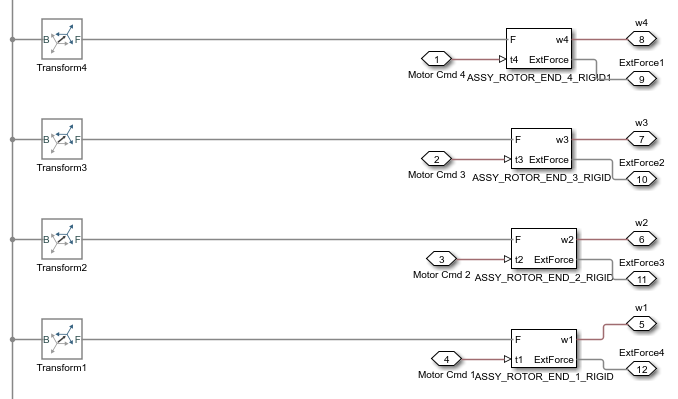 w4
B F F w4 8
ExtForce1
1 t4 ExtForce
Transform4 Motor Cmd 4 ASSY_ROTOR_END_4_RIGID1 9
w3
B F F w3 7
ExtForce2
2 t3 ExtForce
Transform3 Motor Cmd 3 ASSY_ROTOR_END_3_RIGID 10
w2
B F F w2 6
ExtForce3
3 t2 ExtForce
Transform2 Motor Cmd 2 ASSY_ROTOR_END_2_RIGID 11
w1
5
B F F w1
ExtForce4
4 t1 ExtForce
Transform1 Motor Cmd 1 ASSY_ROTOR_END_1_RIGID 12